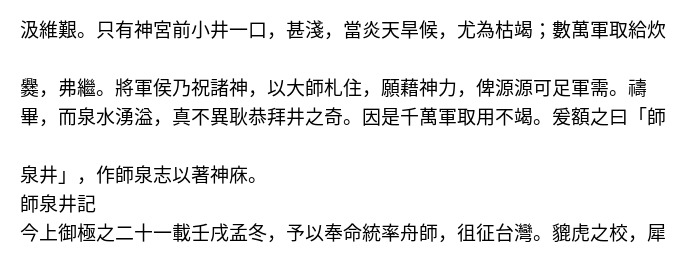 汲維艱。只有神宮前小井一口，甚淺，當炎天旱候，尤為枯竭；數萬軍取給炊
爨，弗繼。將軍侯乃祝諸神，以大師札住，願藉神力，俾源源可足軍需。禱
畢，而泉水湧溢，真不異耿恭拜井之奇。因是千萬軍取用不竭。爰額之曰「師
泉井」，作師泉志以著神庥。
師泉井記
今上御極之二十一載壬戌孟冬，予以奉命統率舟師，徂征台灣。貔虎之校，犀